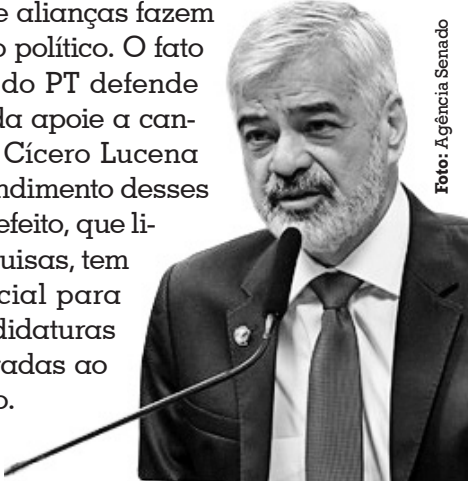 e alianças fazem
o político. O fato
do PT defende
da apoie a can-
Cícero Lucena
ndimento desses
efeito, que li-
uisas, tem
cial para
didaturas
radas ao
o.
Foto: Agência Senado